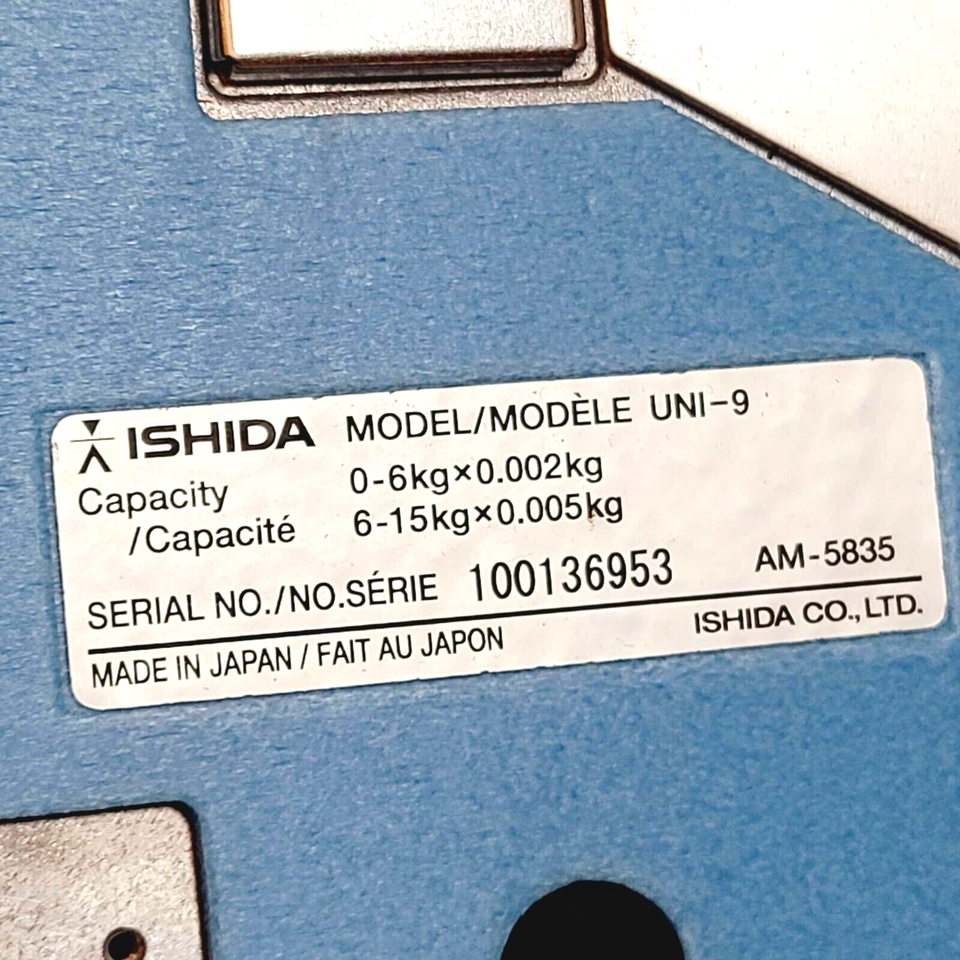 ISHIDA MODEL/MODÈLE UNI-9
Capacity 0-6kg×0.002kg
/Capacité 6-15kg×0.005kg
SERIAL NO./NO.SÉRIE 100136953 AM-5835
MADE IN JAPAN / FAIT AU JAPON ISHIDA CO., LTD.